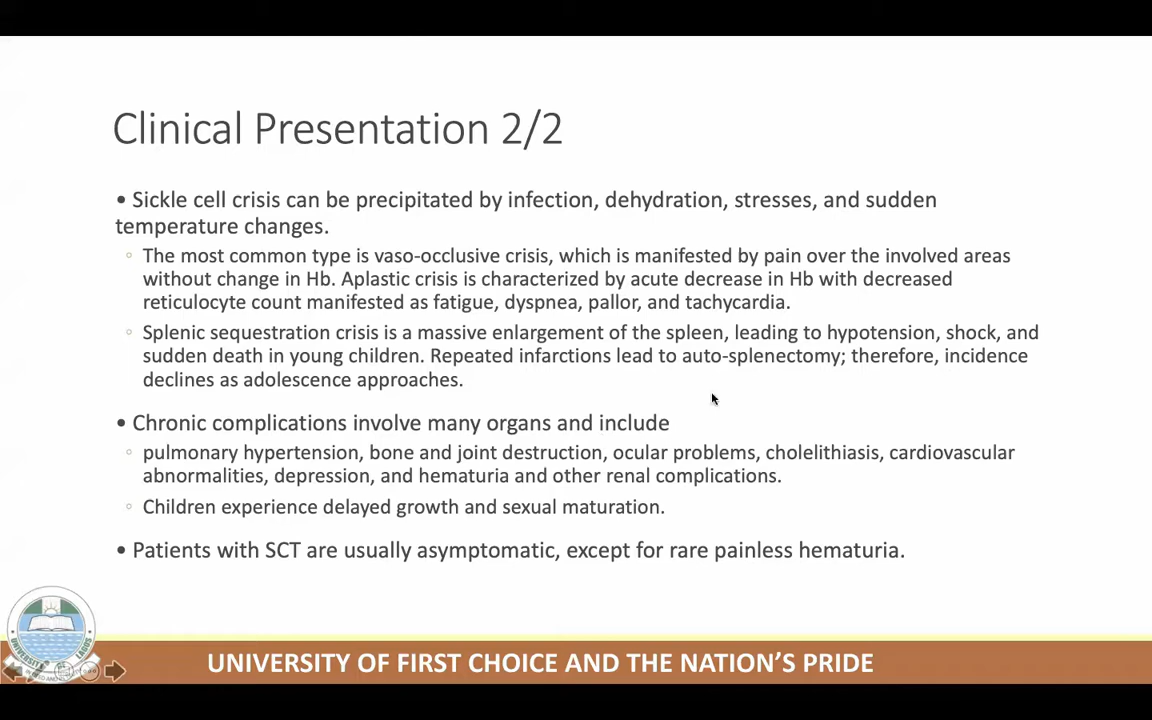 Clinical Presentation 2/2
• Sickle cell crisis can be precipitated by infection, dehydration, stresses, and sudden
temperature changes.
◦ The most common type is vaso-occlusive crisis, which is manifested by pain over the involved areas
without change in Hb. Aplastic crisis is characterized by acute decrease in Hb with decreased
reticulocyte count manifested as fatigue, dyspnea, pallor, and tachycardia.
◦ Splenic sequestration crisis is a massive enlargement of the spleen, leading to hypotension, shock, and
sudden death in young children. Repeated infarctions lead to auto-splenectomy; therefore, incidence
declines as adolescence approaches.
• Chronic complications involve many organs and include
◦ pulmonary hypertension, bone and joint destruction, ocular problems, cholelithiasis, cardiovascular
abnormalities, depression, and hematuria and other renal complications.
◦ Children experience delayed growth and sexual maturation.
• Patients with SCT are usually asymptomatic, except for rare painless hematuria.
UNIVERSITY OF FIRST CHOICE AND THE NATION’S PRIDE